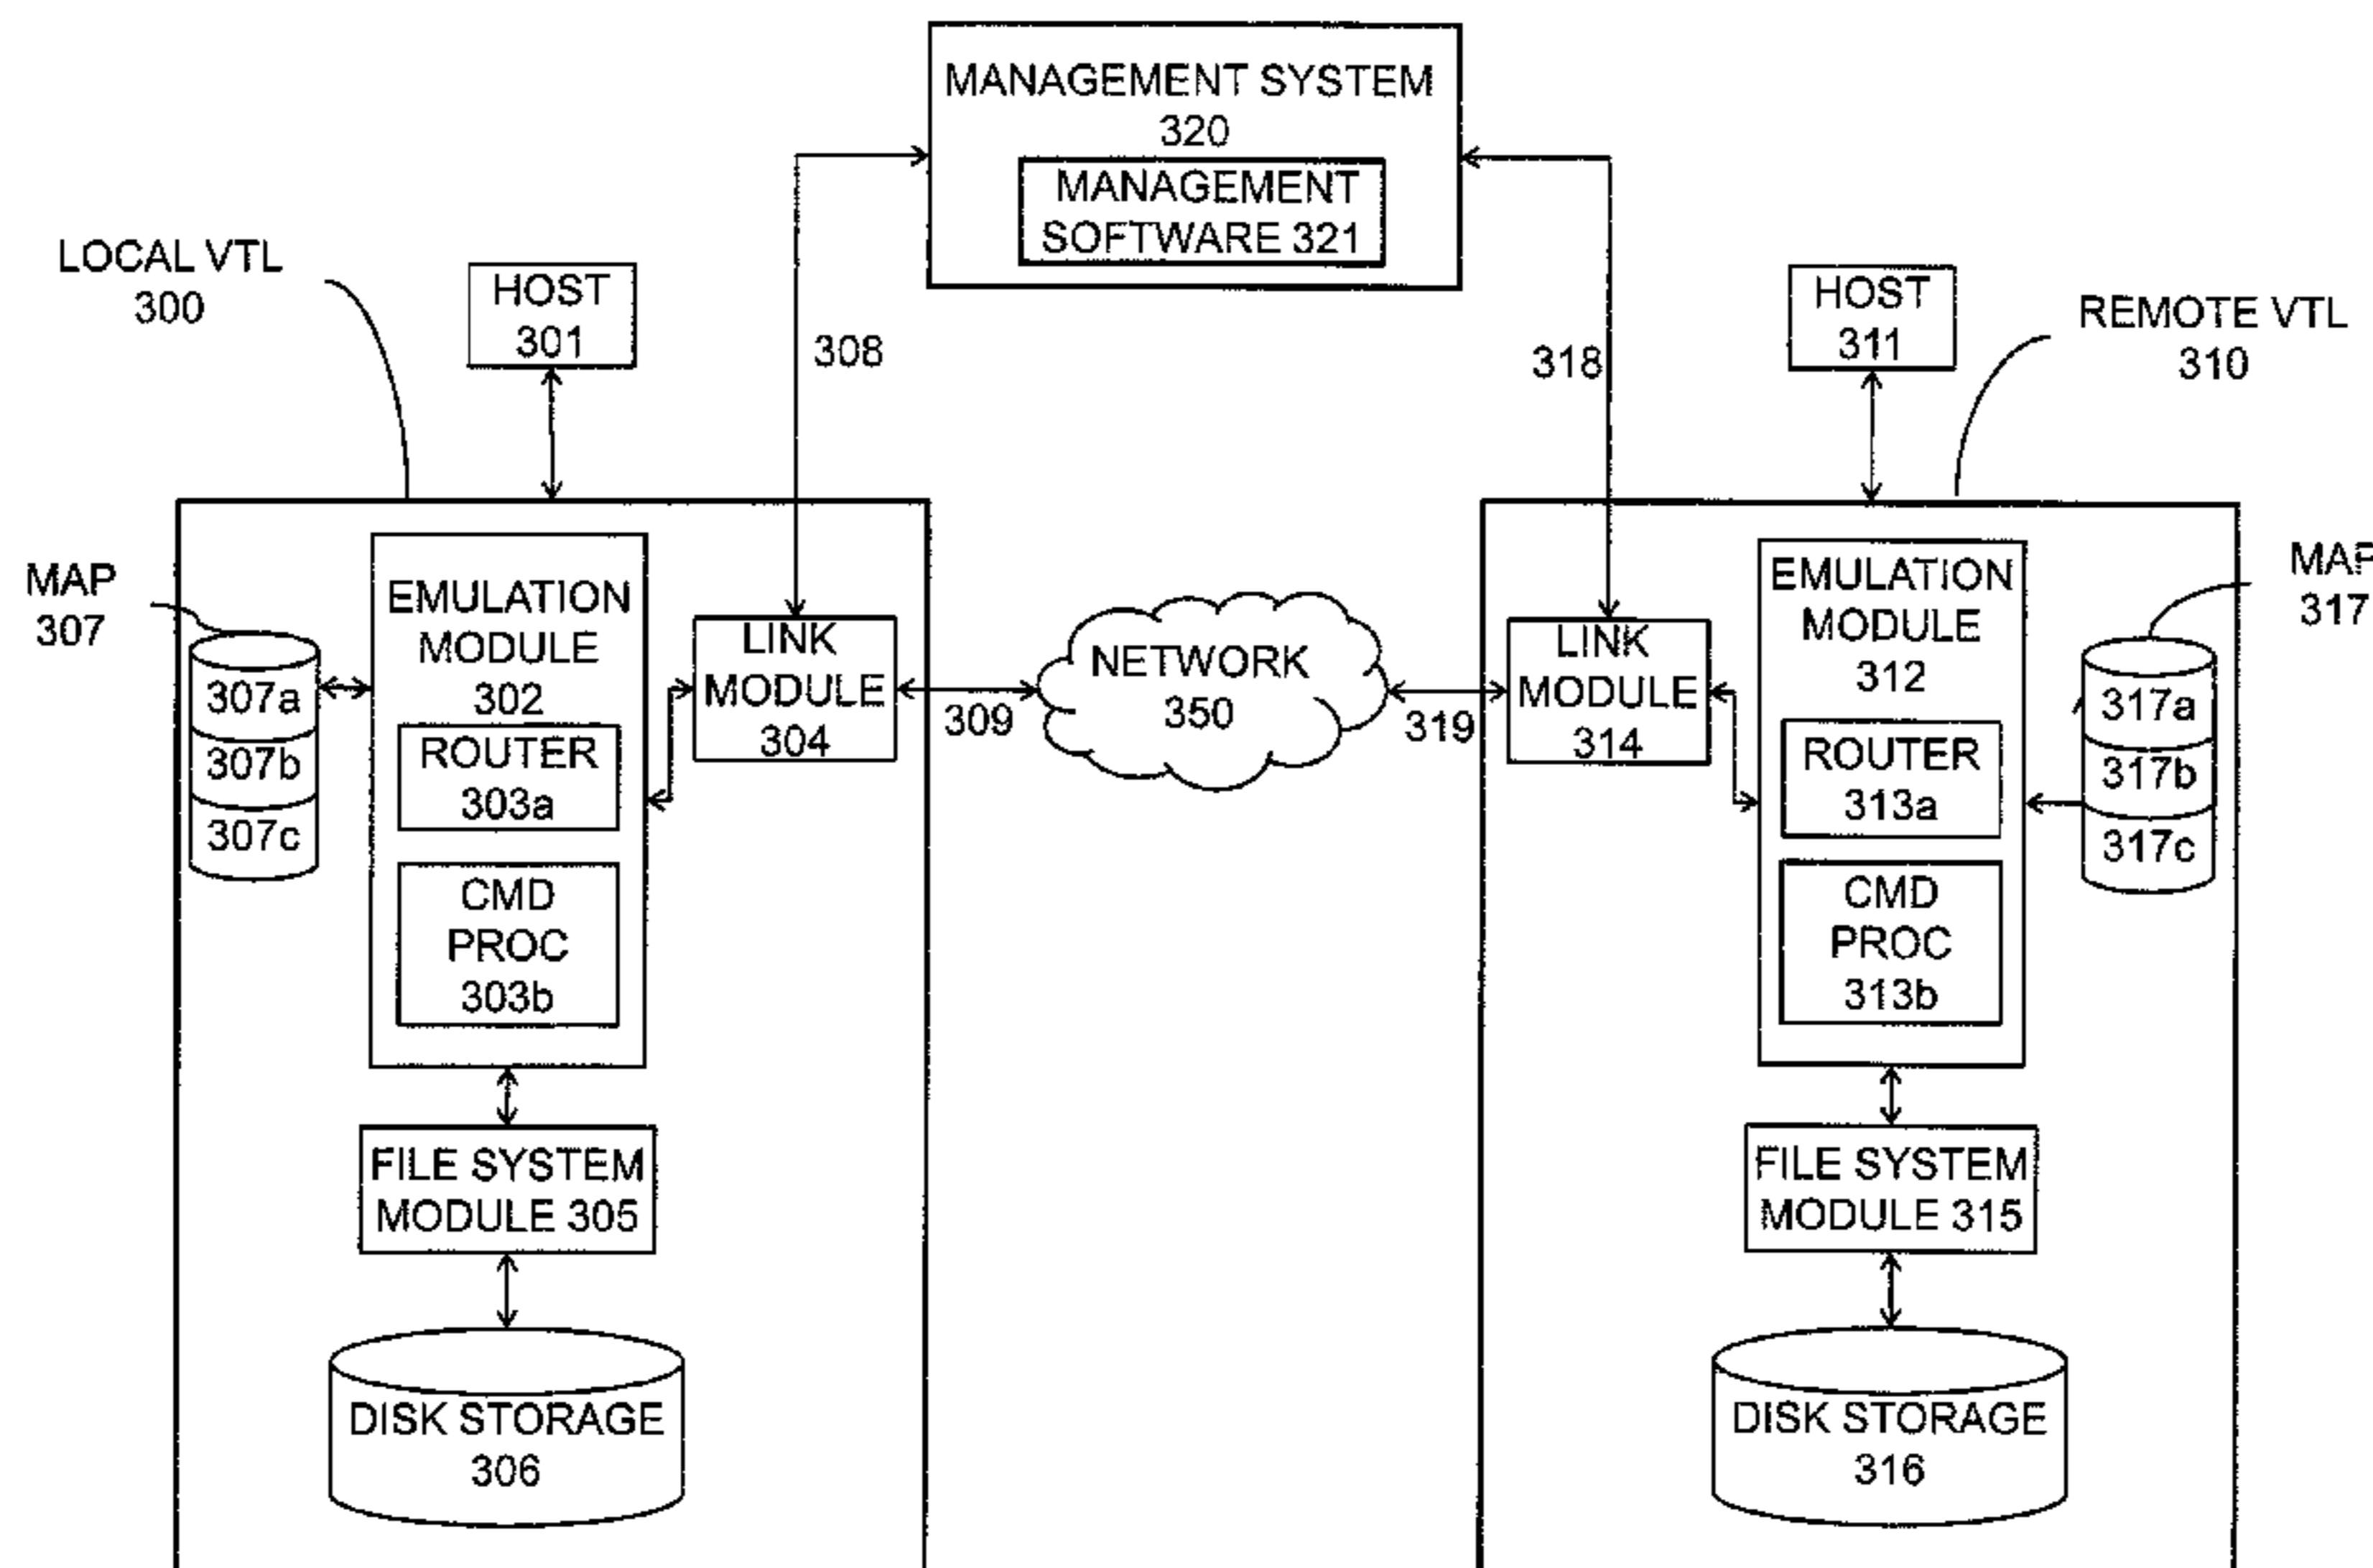 MANAGEMENT SYSTEM
320
MANAGEMENT
SOFTWARE 321
LOCAL VTL
300
HOST
301
308
318
HOST
311
REMOTE VTL
310
MAP
307
307a
307b
307c
EMULATION
MODULE
302
ROUTER
303a
CMD
PROC
303b
LINK
MODULE
304
309
NETWORK
350
319
LINK
MODULE
314
EMULATION
MODULE
312
ROUTER
313a
CMD
PROC
313b
MAP
317
317a
317b
317c
FILE SYSTEM
MODULE 305
DISK STORAGE
306
FILE SYSTEM
MODULE 315
DISK STORAGE
316